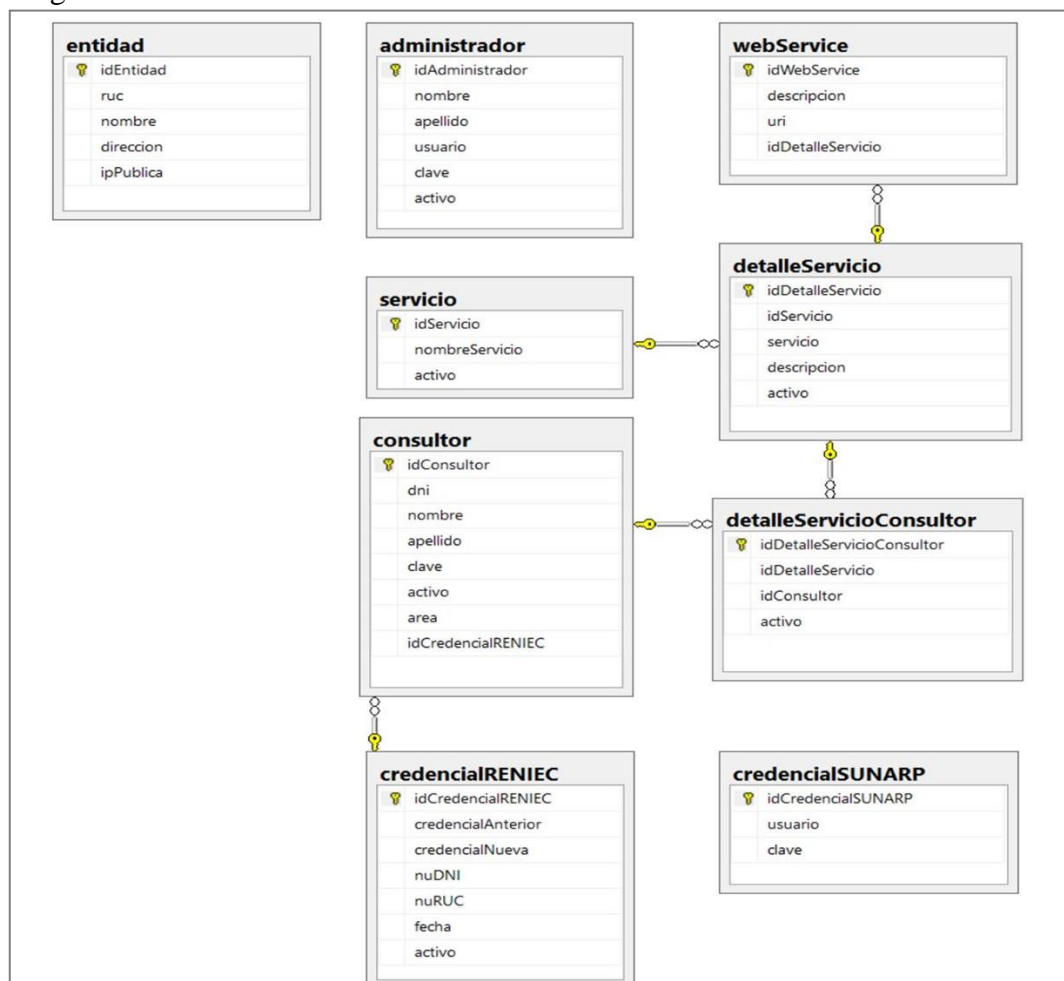 entidad
idEntidad
ruc
nombre
direccion
ipPublica
administrador
idAdministrador
nombre
apellido
usuario
clave
activo
webService
idWebService
descripcion
uri
idDetalleServicio
servicio
idServicio
nombreServicio
activo
detalleServicio
idDetalleServicio
idServicio
servicio
descripcion
activo
consultor
idConsultor
dni
nombre
apellido
clave
activo
area
idCredencialRENIEC
detalleServicioConsultor
idDetalleServicioConsultor
idDetalleServicio
idConsultor
activo
credencialRENIEC
idCredencialRENIEC
credencialAnterior
credencialNueva
nuDNI
nuRUC
fecha
activo
credencialSUNARP
idCredencialSUNARP
usuario
clave